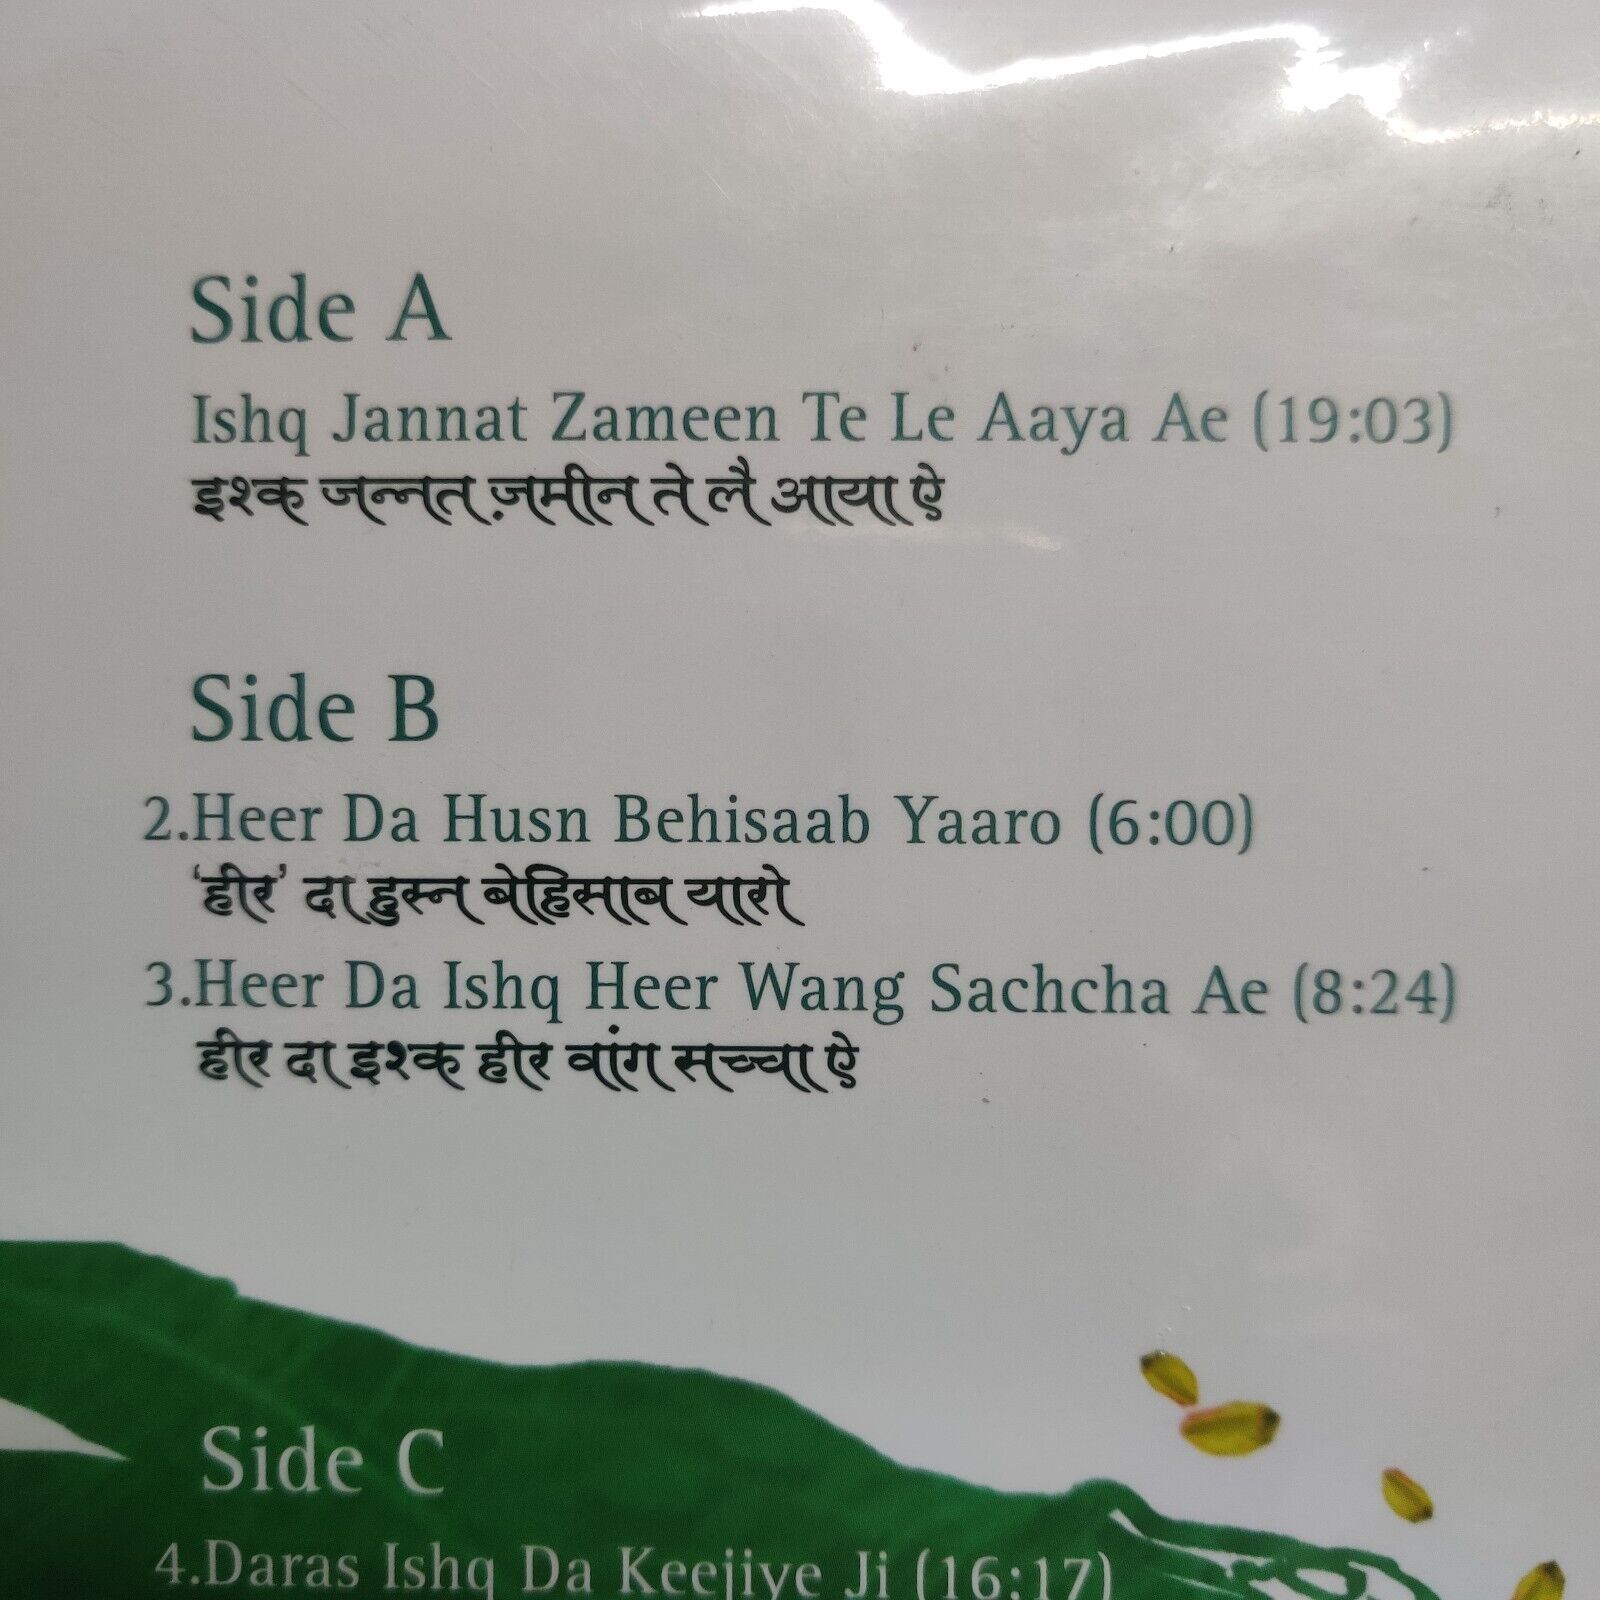 Side A
Ishq Jannat Zameen Te Le Aaya Ae (19:03)
इश्क जन्नत ज़मीन ते लै आया ऐ
Side B
2.Heer Da Husn Behisaab Yaaro (6:00)
‘हीर’ दा हुस्न बेहिसाब यारो
3.Heer Da Ishq Heer Wang Sachcha Ae (8:24)
हीर दा इश्क हीर वांग सच्चा ऐ
Side C
4.Daras Ishq Da Keejiye Ji (16:17)